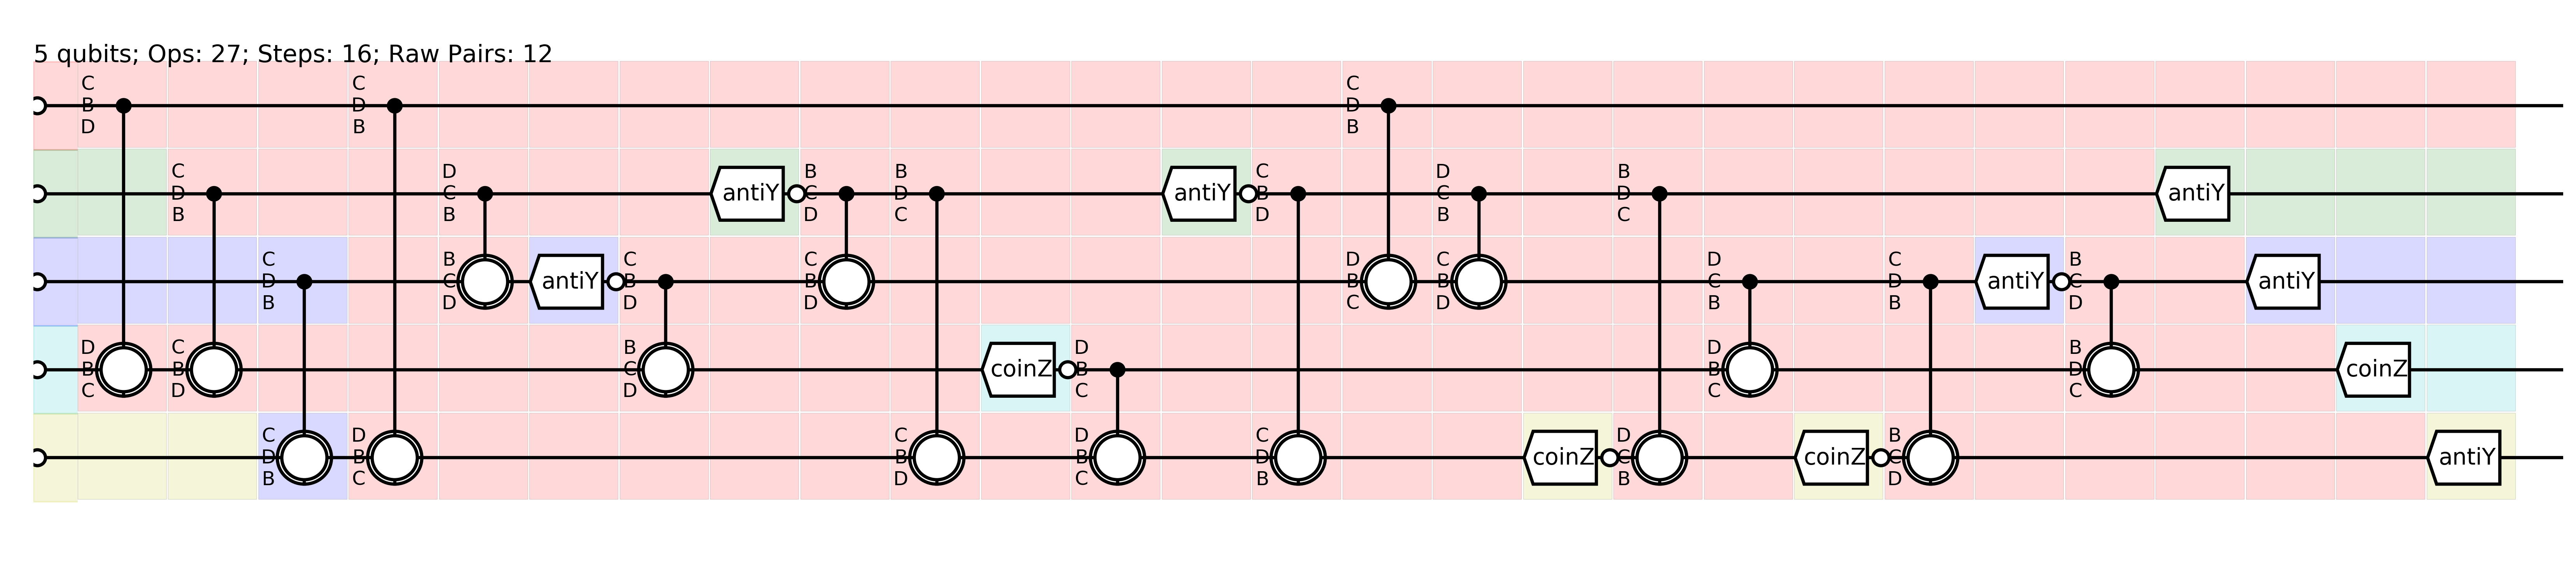 5 qubits; Ops: 27; Steps: 16; Raw Pairs: 12
C C C
B D D
D B B
C D B B C D B
D C antiY C D antiY B C D antiY
B B D C D B C
C B C C D C D C B
D C antiY B B B B C D antiY C antiY
B D D D C D B B D
D C B D D B
B B C coinZ B B D coinZ
C D D C C C
C D C D C D B
D B B B D coinZ C coinZ C antiY
B C D C B B D